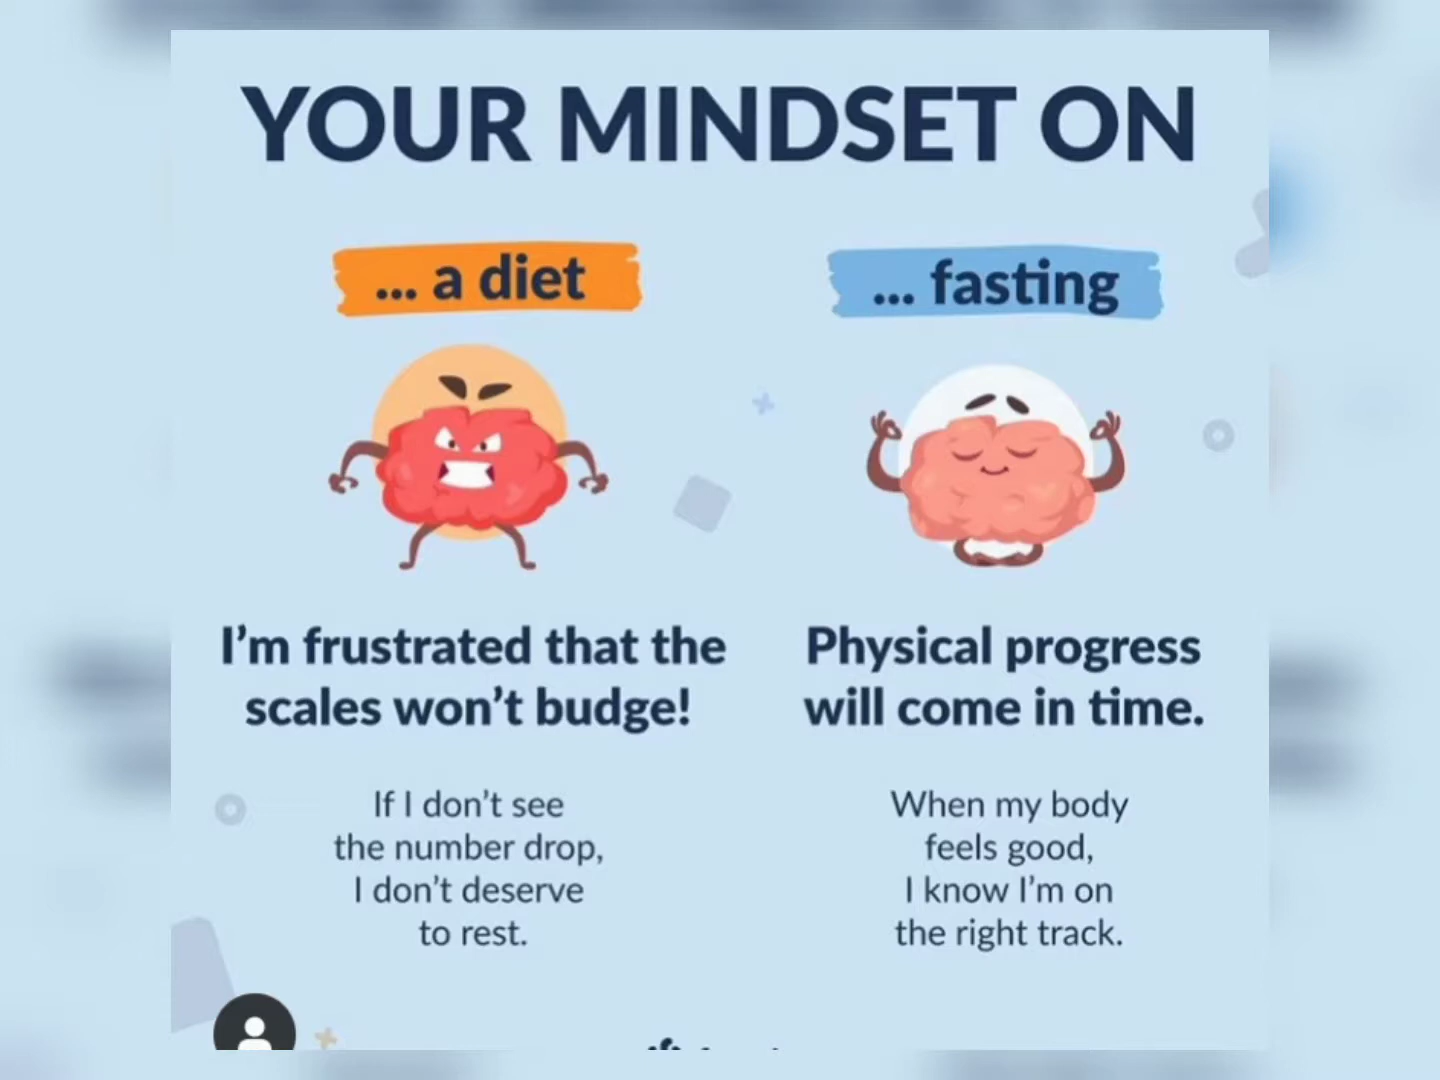 YOUR MINDSET ON
... a diet
... fasting
I'm frustrated that the
scales won't budge!
If I don't see
the number drop,
I don't deserve
to rest.
Physical progress
will come in time.
When my body
feels good,
I know I'm on
the right track.